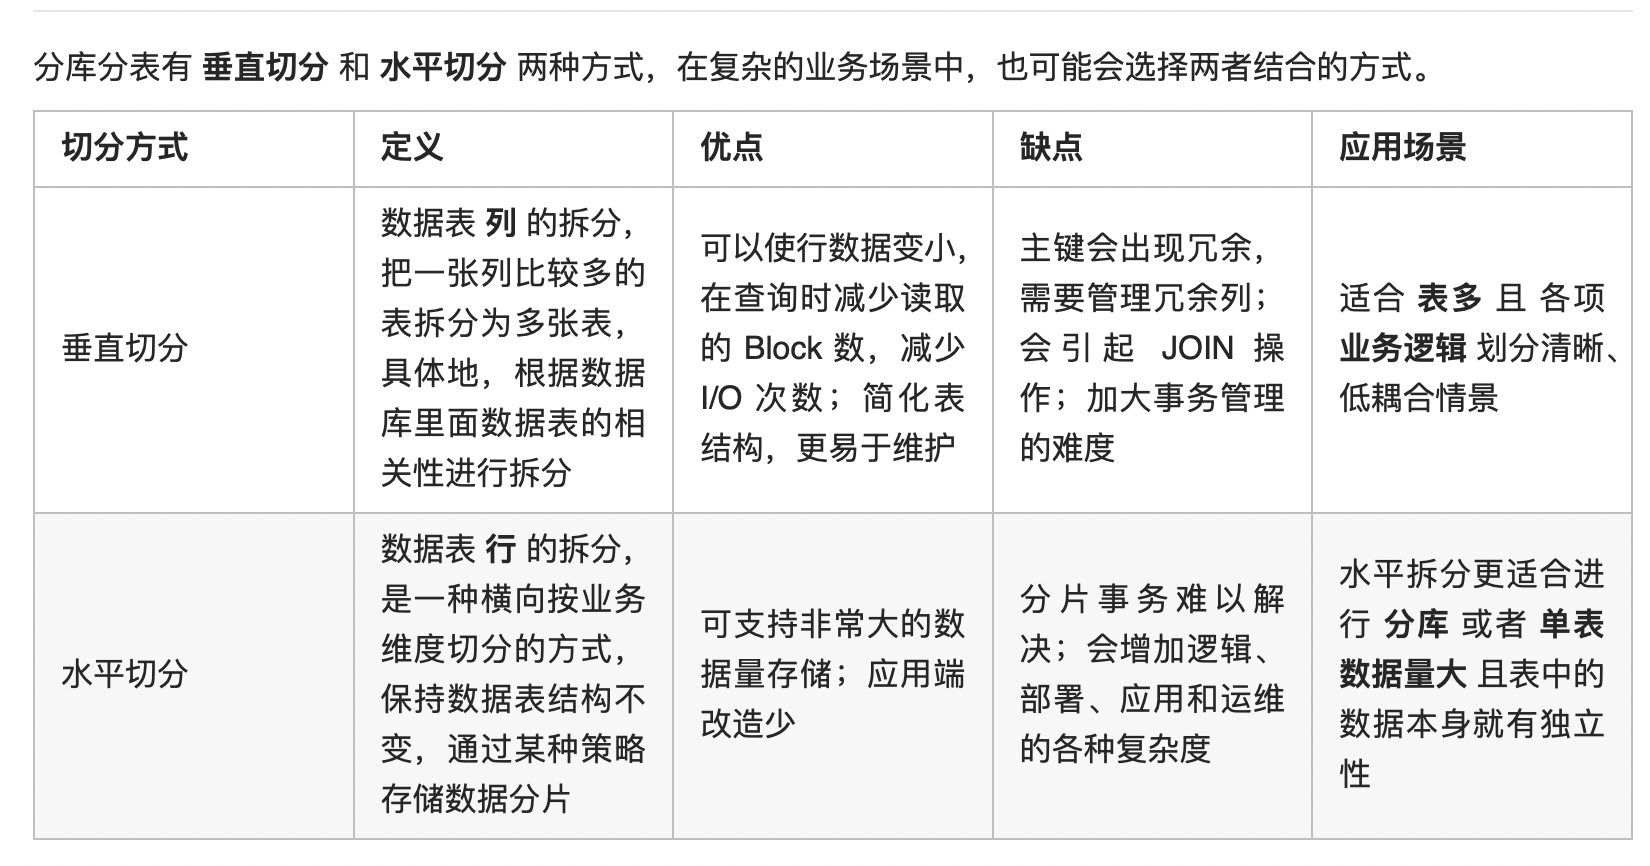 分库分表有 垂直切分 和 水平切分 两种方式，在复杂的业务场景中，也可能会选择两者结合的方式。
切分方式
定义
优点
缺点
应用场景
垂直切分
数据表 列 的拆分，
把一张列比较多的
表拆分为多张表，
具体地，根据数据
库里面数据表的相
关性进行拆分
可以使行数据变小，
在查询时减少读取
的 Block 数，减少
I/O 次数；简化表
结构，更易于维护
主键会出现冗余，
需要管理冗余列；
会引起 JOIN 操
作；加大事务管理
的难度
适合 表多 且 各项
业务逻辑 划分清晰、
低耦合情景
水平切分
数据表 行 的拆分，
是一种横向按业务
维度切分的方式，
保持数据表结构不
变，通过某种策略
存储数据分片
可支持非常大的数
据量存储；应用端
改造少
分片事务难以解
决；会增加逻辑、
部署、应用和运维
的各种复杂度
水平拆分更适合进
行 分库 或者 单表
数据量大 且表中的
数据本身就有独立
性